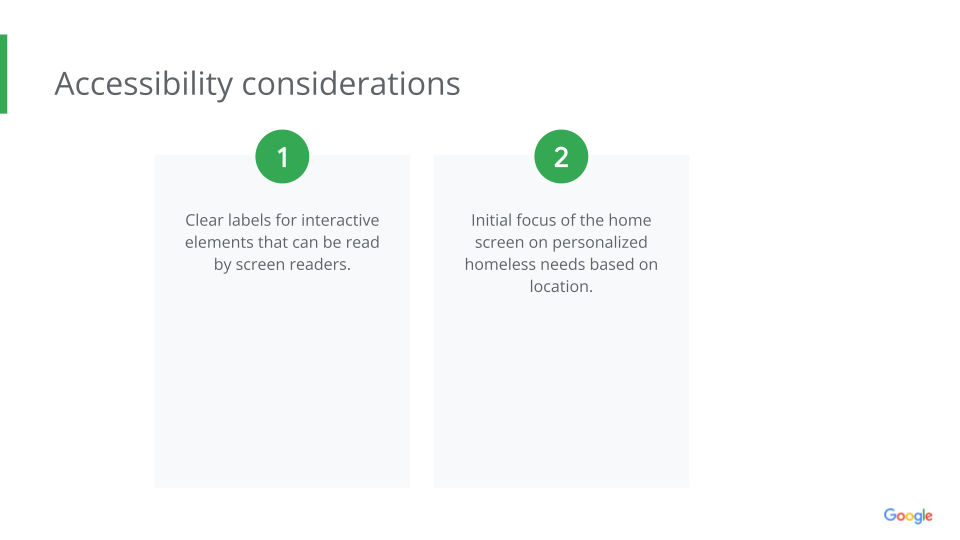 Accessibility considerations
1
Clear labels for interactive
elements that can be read
by screen readers.
2
Initial focus of the home
screen on personalized
homeless needs based on
location.
Google